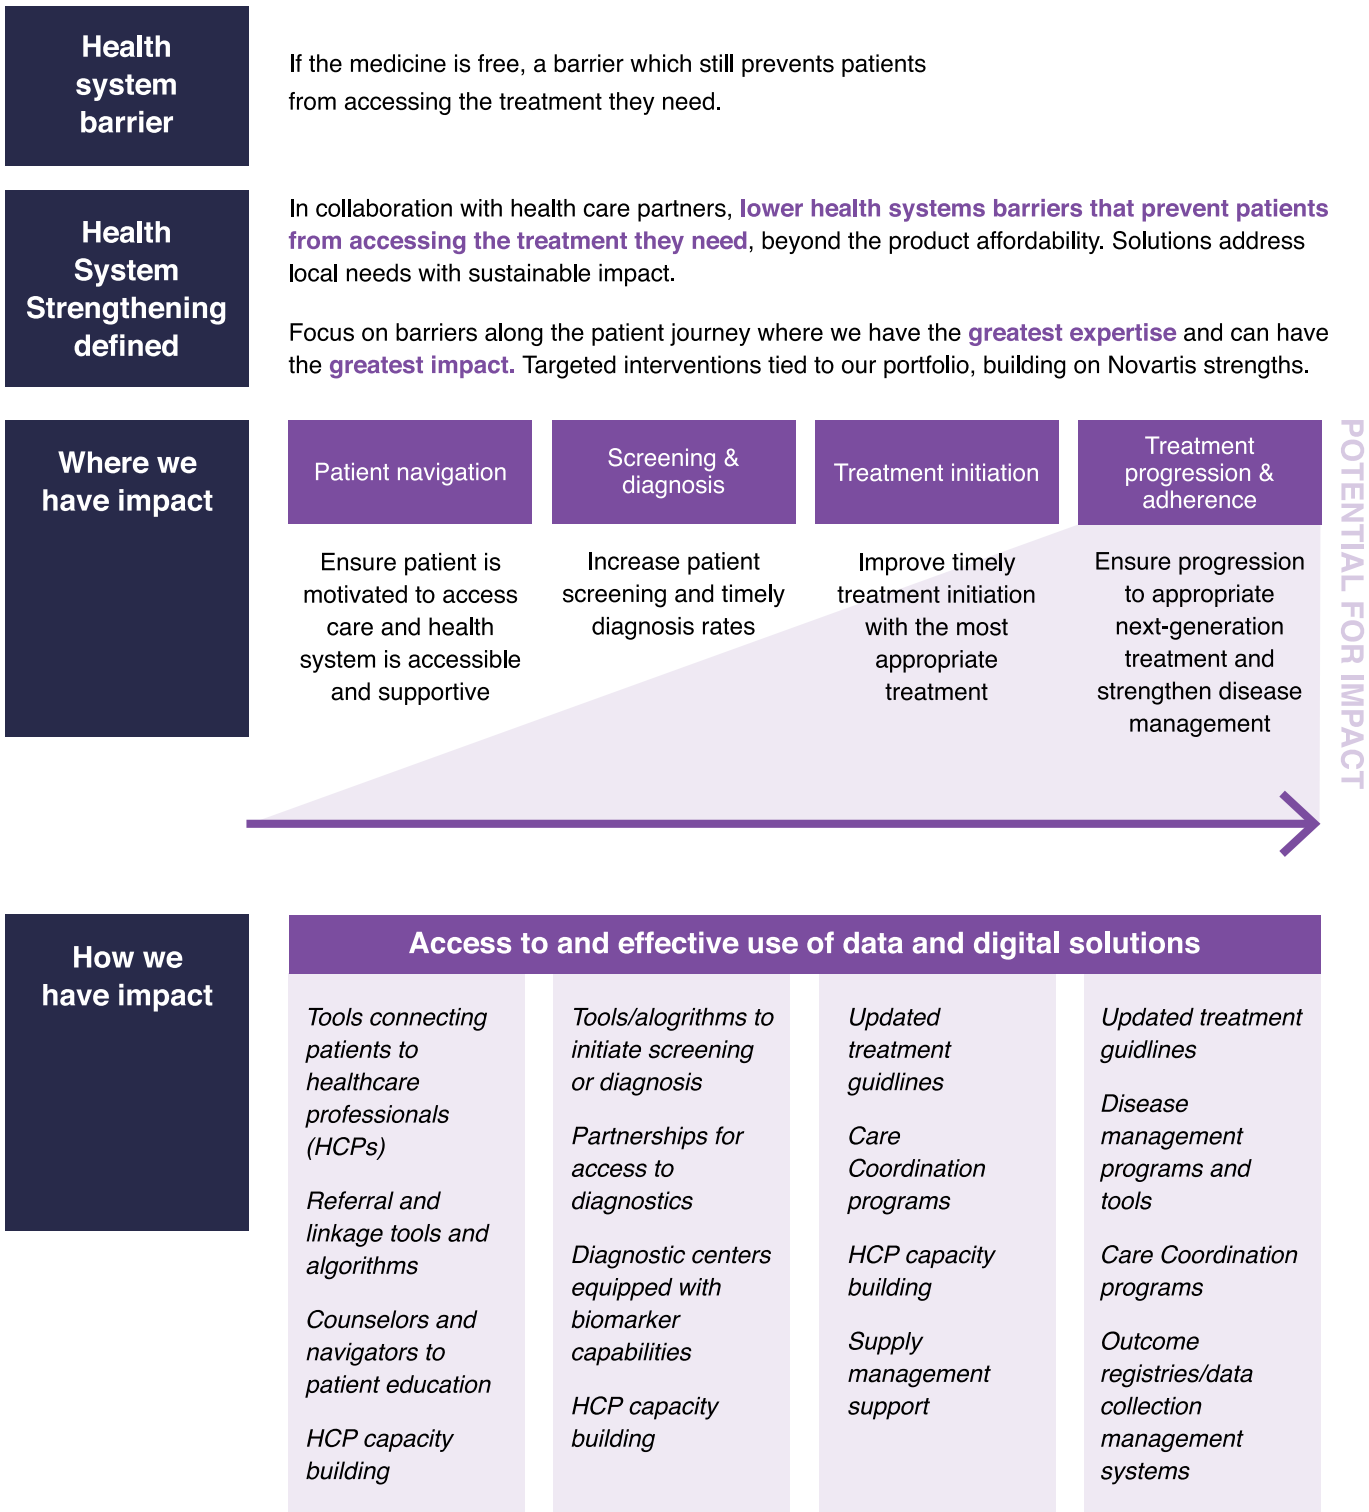 Health
system
barrier
If the medicine is free, a barrier which still prevents patients
from accessing the treatment they need.
Health
System
Strengthening
defined
In collaboration with health care partners, lower health systems barriers that prevent patients
from accessing the treatment they need, beyond the product affordability. Solutions address
local needs with sustainable impact.
Focus on barriers along the patient journey where we have the greatest expertise and can have
the greatest impact. Targeted interventions tied to our portfolio, building on Novartis strengths.
Where we
have impact
Patient navigation
Ensure patient is
motivated to access
care and health
system is accessible
and supportive
Screening &
diagnosis
Increase patient
screening and timely
diagnosis rates
Treatment initiation
Improve timely
treatment initiation
with the most
appropriate
treatment
Treatment
progression &
adherence
Ensure progression
to appropriate
next-generation
treatment and
strengthen disease
management
POTENTIAL FOR IMPACT
How we
have impact
Access to and effective use of data and digital solutions
Tools connecting
patients to
healthcare
professionals
(HCPs)
Referral and
linkage tools and
algorithms
Counselors and
navigators to
patient education
HCP capacity
building
Tools/alogrithms to
initiate screening
or diagnosis
Partnerships for
access to
diagnostics
Diagnostic centers
equipped with
biomarker
capabilities
HCP capacity
building
Updated
treatment
guidlines
Care
Coordination
programs
HCP capacity
building
Supply
management
support
Updated treatment
guidlines
Disease
management
programs and
tools
Care Coordination
programs
Outcome
registries/data
collection
management
systems